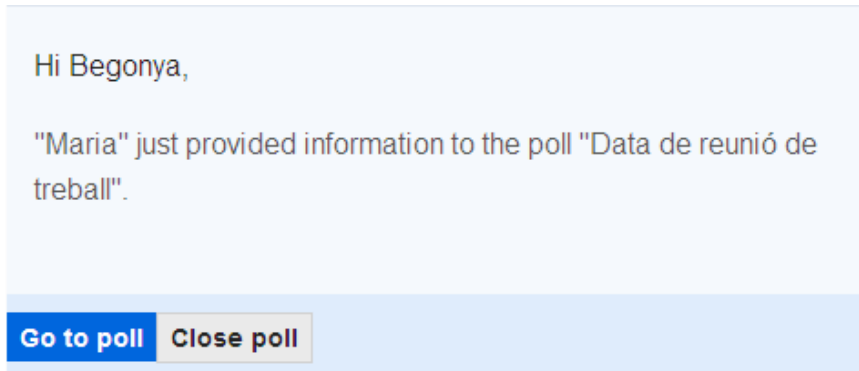 Hi Begonya,
"Maria" just provided information to the poll "Data de reunió de
treball".
Go to poll Close poll